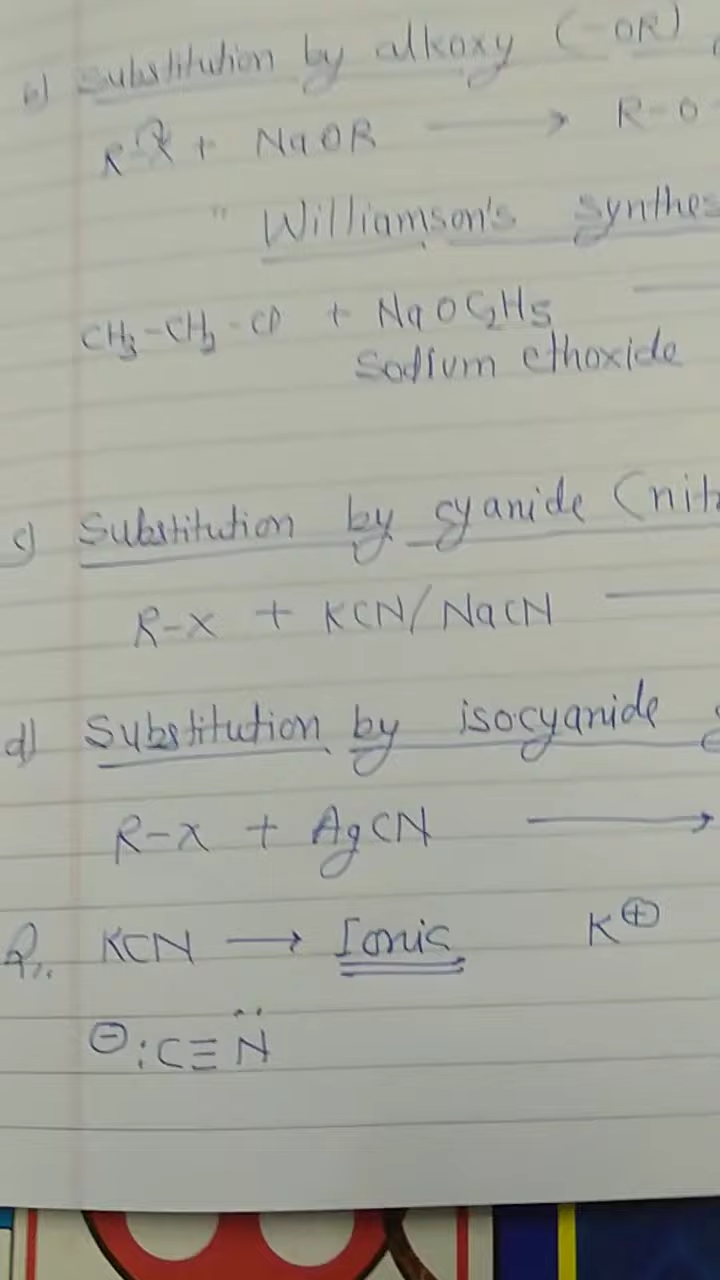 b) Substitution by alkoxy (-OR)
R-X + NaOR ⟶ R-O
" Williamson's synthes
CH3-CH2-Cl + NaOC2H5
Sodium ethoxide
c) Substitution by cyanide (nit
R-X + KCN/NaCN
d) Substitution by isocyanide
R-X + AgCN ⟶
KCN ⟶ Ionic K⊕
⊖:C≡N̈